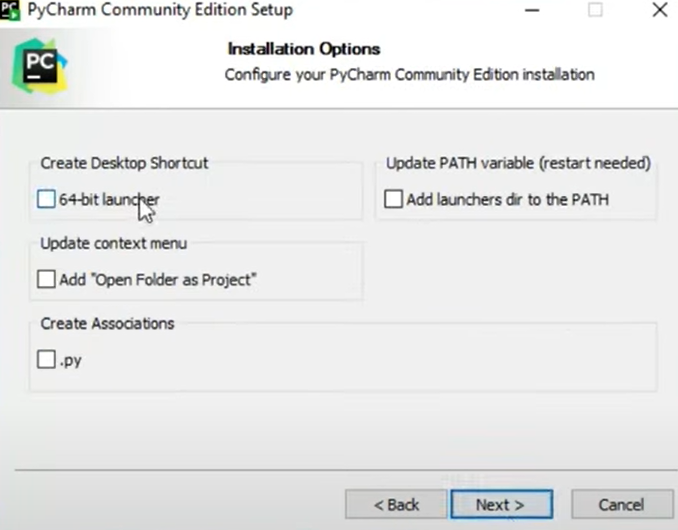 PC
PyCharm Community Edition Setup
PC
Installation Options
Configure your PyCharm Community Edition installation
Create Desktop Shortcut
64-bit launcher
Update PATH variable (restart needed)
Add launchers dir to the PATH
Update context menu
Add "Open Folder as Project"
Create Associations
.py
< Back
Next >
Cancel